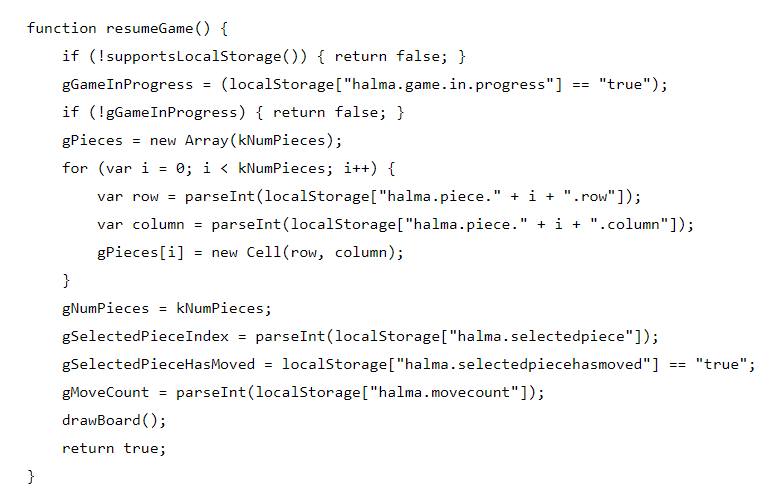 function resumeGame() {
    if (!supportsLocalStorage()) { return false; }
    gGameInProgress = (localStorage["halma.game.in.progress"] == "true");
    if (!gGameInProgress) { return false; }
    gPieces = new Array(kNumPieces);
    for (var i = 0; i < kNumPieces; i++) {
        var row = parseInt(localStorage["halma.piece." + i + ".row"]);
        var column = parseInt(localStorage["halma.piece." + i + ".column"]);
        gPieces[i] = new Cell(row, column);
    }
    gNumPieces = kNumPieces;
    gSelectedPieceIndex = parseInt(localStorage["halma.selectedpiece"]);
    gSelectedPieceHasMoved = localStorage["halma.selectedpiecehasmoved"] == "true";
    gMoveCount = parseInt(localStorage["halma.movecount"]);
    drawBoard();
    return true;
}